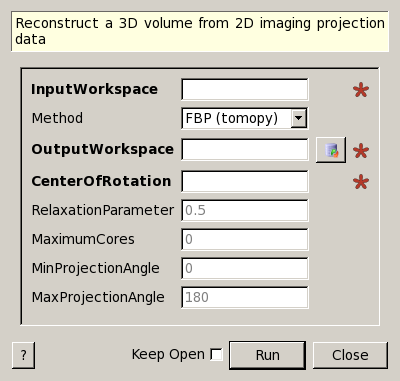 Reconstruct a 3D volume from 2D imaging projection
data
InputWorkspace
Method FBP (tomopy)
OutputWorkspace
CenterOfRotation
RelaxationParameter 0.5
MaximumCores 0
MinProjectionAngle 0
MaxProjectionAngle 180
? Keep Open Run Close